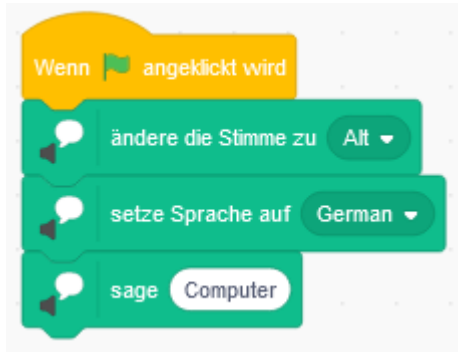 Wenn angeklickt wird
ändere die Stimme zu Alt
setze Sprache auf German
sage Computer